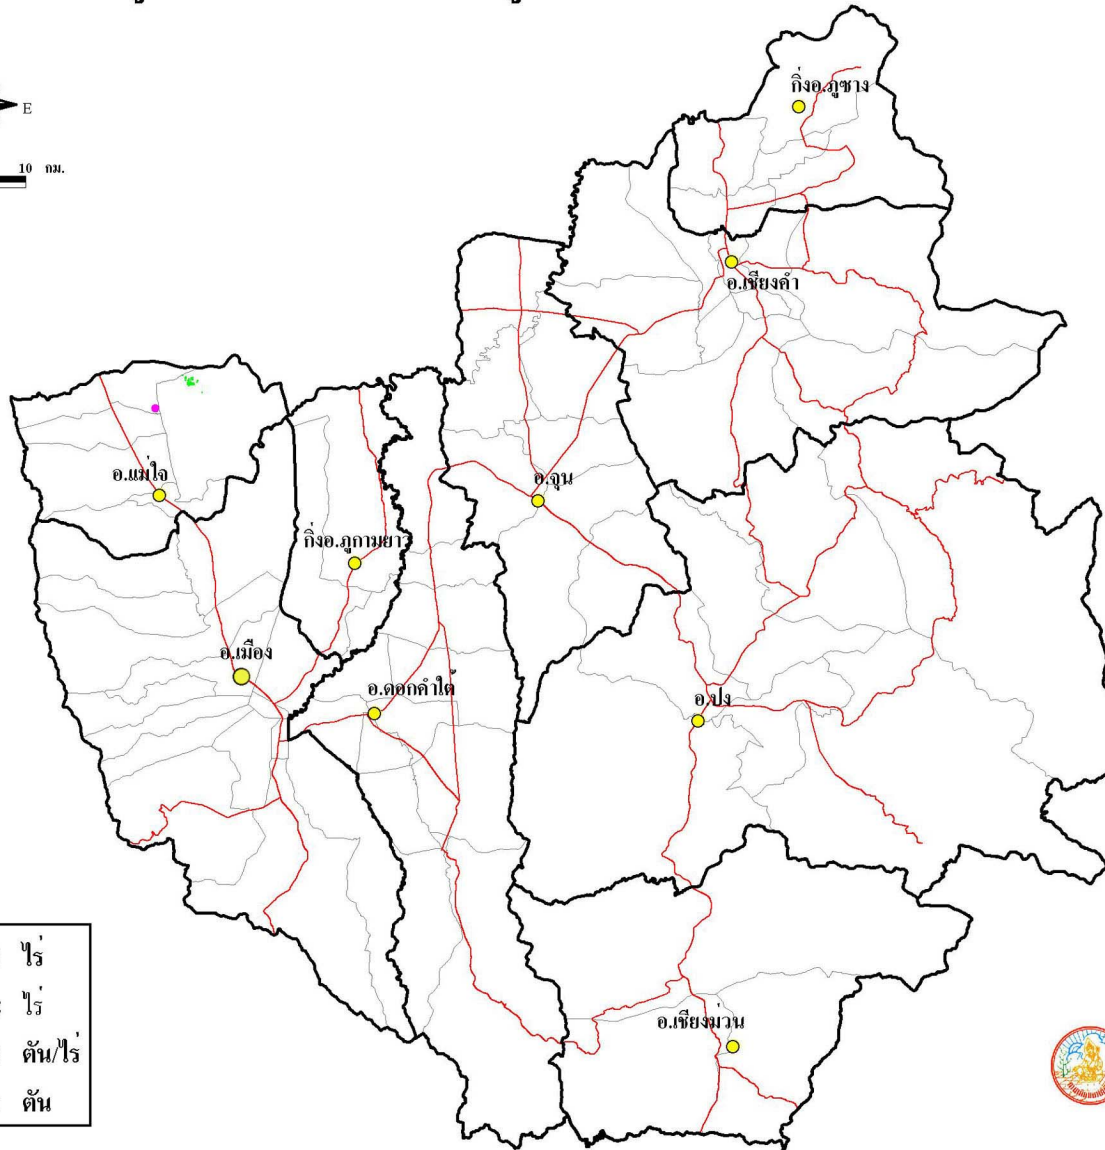 กิ่งอ.ภูซาง
E
10 กม.
อ.เชียงคำ
อ.แม่ใจ
อ.จุน
กิ่งอ.ภูกามยาว
อ.เมือง
อ.ดอกคำใต้
อ.ปง
ไร่
ไร่
ตัน/ไร่
ตัน
อ.เชียงม่วน